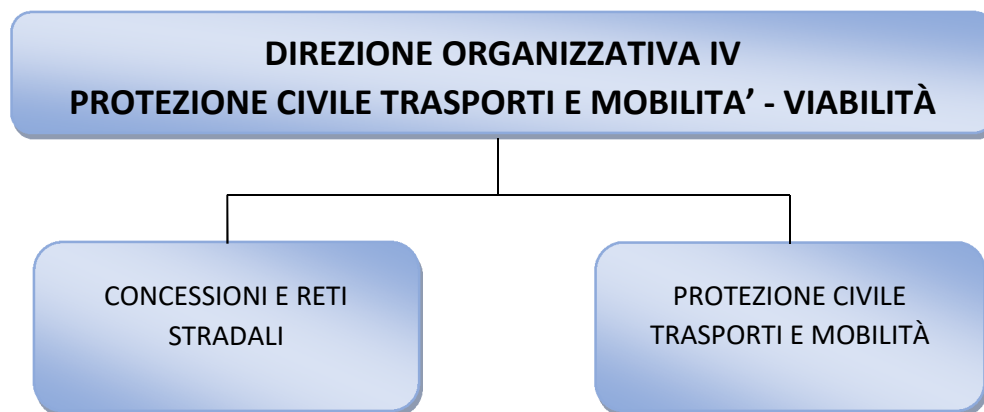 DIREZIONE ORGANIZZATIVA IV
PROTEZIONE CIVILE TRASPORTI E MOBILITA’ - VIABILITÀ
CONCESSIONI E RETI
STRADALI
PROTEZIONE CIVILE
TRASPORTI E MOBILITÀ